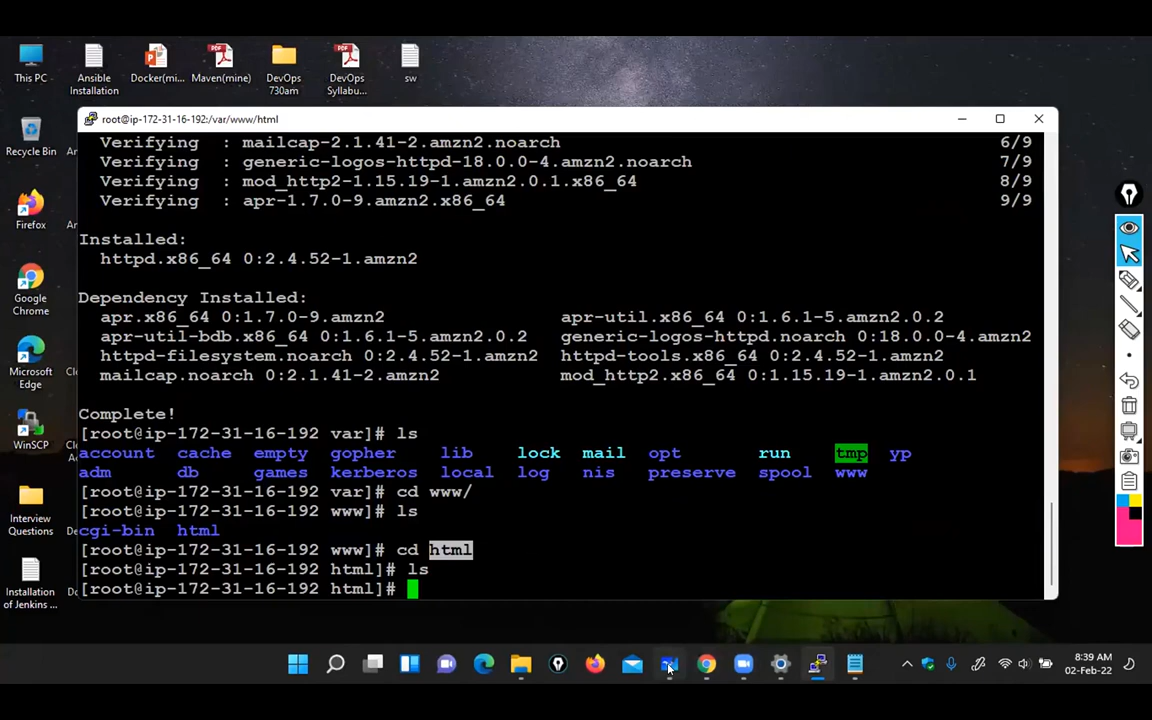 This PC
Ansible Installation
Docker(mi...
Maven(mine)
DevOps 730am
DevOps Syllabu...
sw
Recycle Bin
Firefox
Google Chrome
Microsoft Edge
WinSCP
Interview Questions
Installation of Jenkins ...
root@ip-172-31-16-192:/var/www/html
Verifying : mailcap-2.1.41-2.amzn2.noarch 6/9
Verifying : generic-logos-httpd-18.0.0-4.amzn2.noarch 7/9
Verifying : mod_http2-1.15.19-1.amzn2.0.1.x86_64 8/9
Verifying : apr-1.7.0-9.amzn2.x86_64 9/9
Installed:
httpd.x86_64 0:2.4.52-1.amzn2
Dependency Installed:
apr.x86_64 0:1.7.0-9.amzn2 apr-util.x86_64 0:1.6.1-5.amzn2.0.2
apr-util-bdb.x86_64 0:1.6.1-5.amzn2.0.2 generic-logos-httpd.noarch 0:18.0.0-4.amzn2
httpd-filesystem.noarch 0:2.4.52-1.amzn2 httpd-tools.x86_64 0:2.4.52-1.amzn2
mailcap.noarch 0:2.1.41-2.amzn2 mod_http2.x86_64 0:1.15.19-1.amzn2.0.1
Complete!
[root@ip-172-31-16-192 var]# ls
account cache empty gopher lib lock mail opt run tmp yp
adm db games kerberos local log nis preserve spool www
[root@ip-172-31-16-192 var]# cd www/
[root@ip-172-31-16-192 www]# ls
cgi-bin html
[root@ip-172-31-16-192 www]# cd html
[root@ip-172-31-16-192 html]# ls
[root@ip-172-31-16-192 html]#
8:39 AM
02-Feb-22